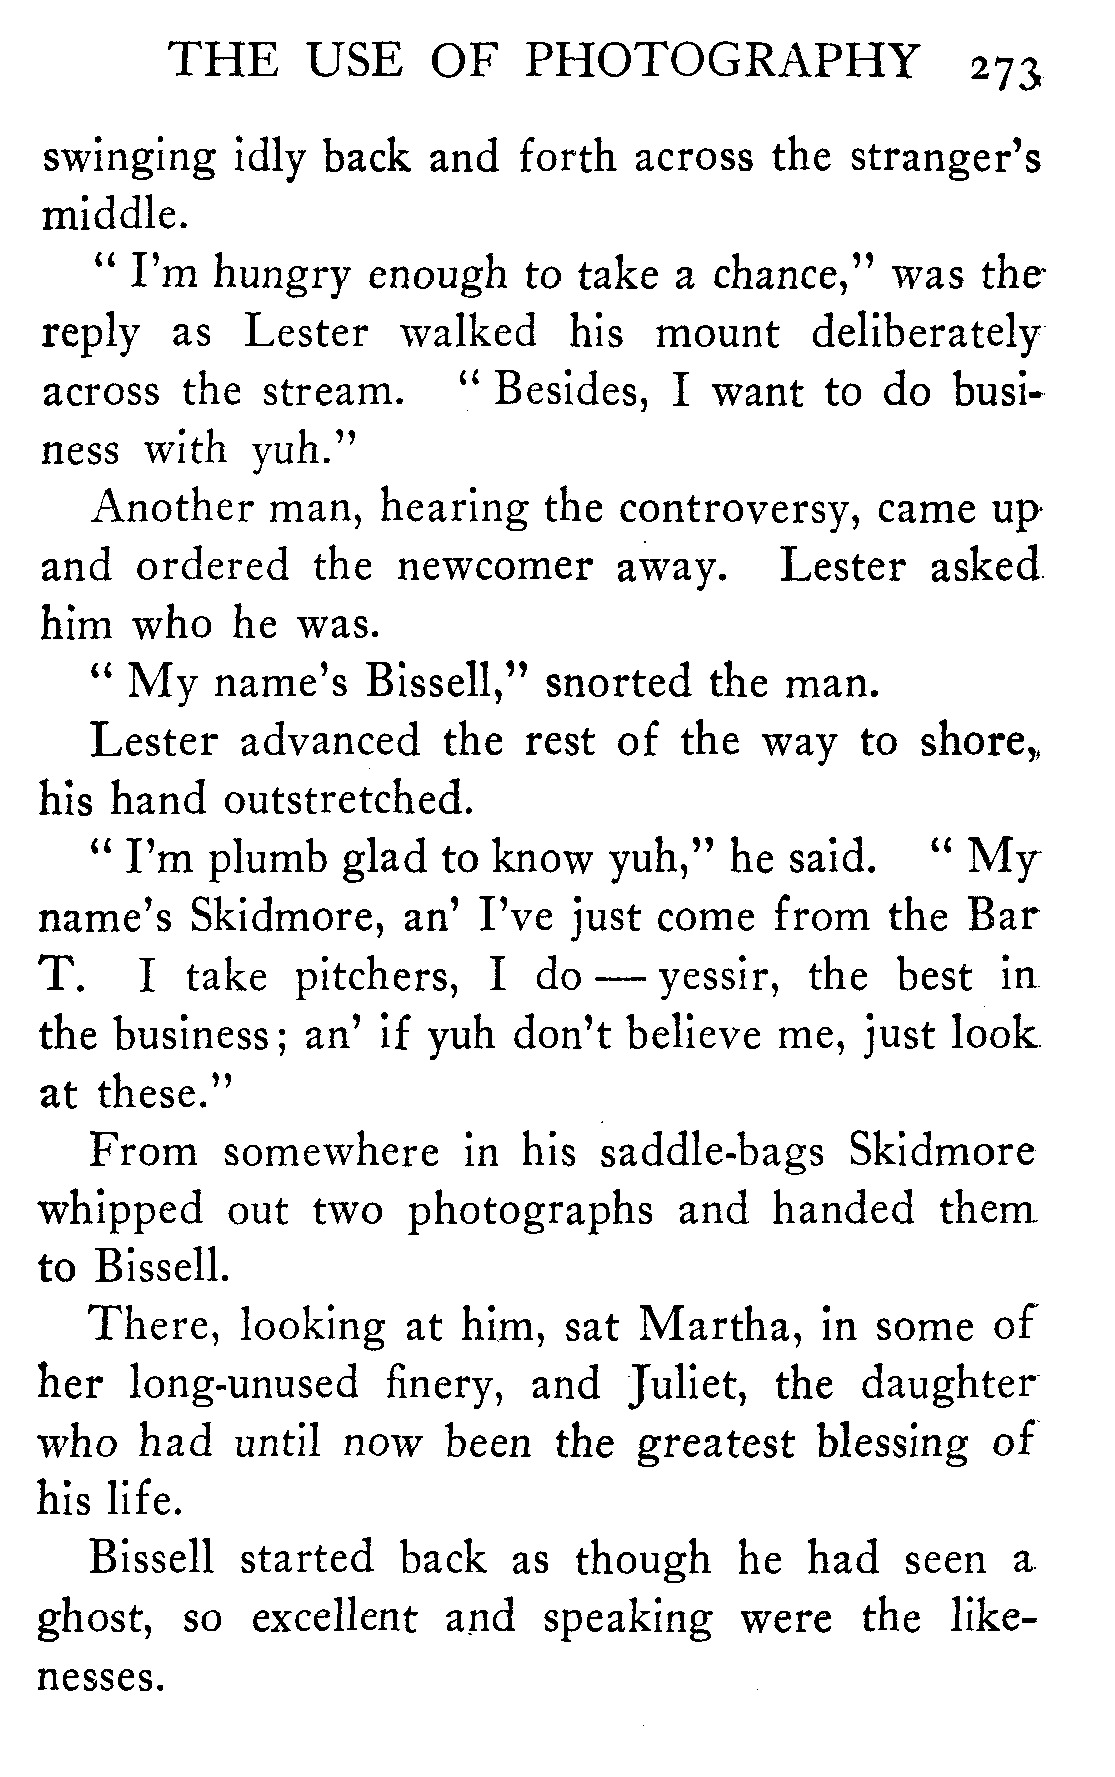 THE USE OF PHOTOGRAPHY 273
swinging idly back and forth across the stranger's
middle.
" I'm hungry enough to take a chance," was the
reply as Lester walked his mount deliberately
across the stream. " Besides, I want to do busi-
ness with yuh."
Another man, hearing the controversy, came up
and ordered the newcomer away. Lester asked
him who he was.
" My name's Bissell," snorted the man.
Lester advanced the rest of the way to shore,
his hand outstretched.
" I'm plumb glad to know yuh," he said. " My
name's Skidmore, an' I've just come from the Bar
T. I take pitchers, I do — yessir, the best in
the business; an' if yuh don't believe me, just look
at these."
From somewhere in his saddle-bags Skidmore
whipped out two photographs and handed them
to Bissell.
There, looking at him, sat Martha, in some of
her long-unused finery, and Juliet, the daughter
who had until now been the greatest blessing of
his life.
Bissell started back as though he had seen a
ghost, so excellent and speaking were the like-
nesses.